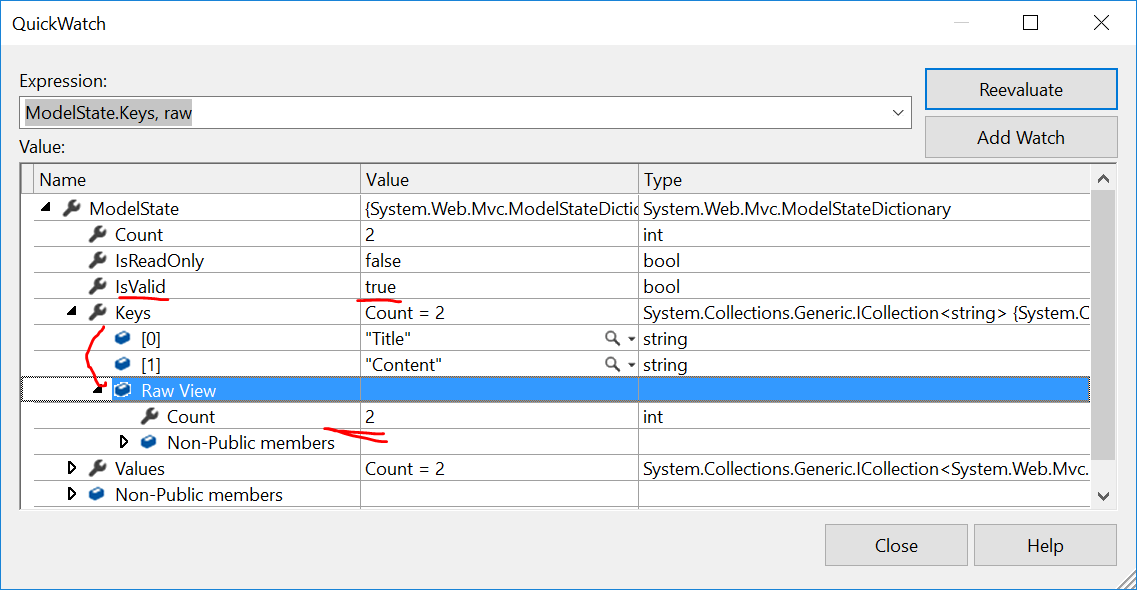 QuickWatch
Expression:
ModelState.Keys, raw
Reevaluate
Add Watch
Value:
Name Value Type
ModelState {System.Web.Mvc.ModelStateDictic System.Web.Mvc.ModelStateDictionary
Count 2 int
IsReadOnly false bool
IsValid true bool
Keys Count = 2 System.Collections.Generic.ICollection<string> {System.C
[0] "Title" string
[1] "Content" string
Raw View
Count 2 int
Non-Public members
Values Count = 2 System.Collections.Generic.ICollection<System.Web.Mvc.
Non-Public members
Close Help